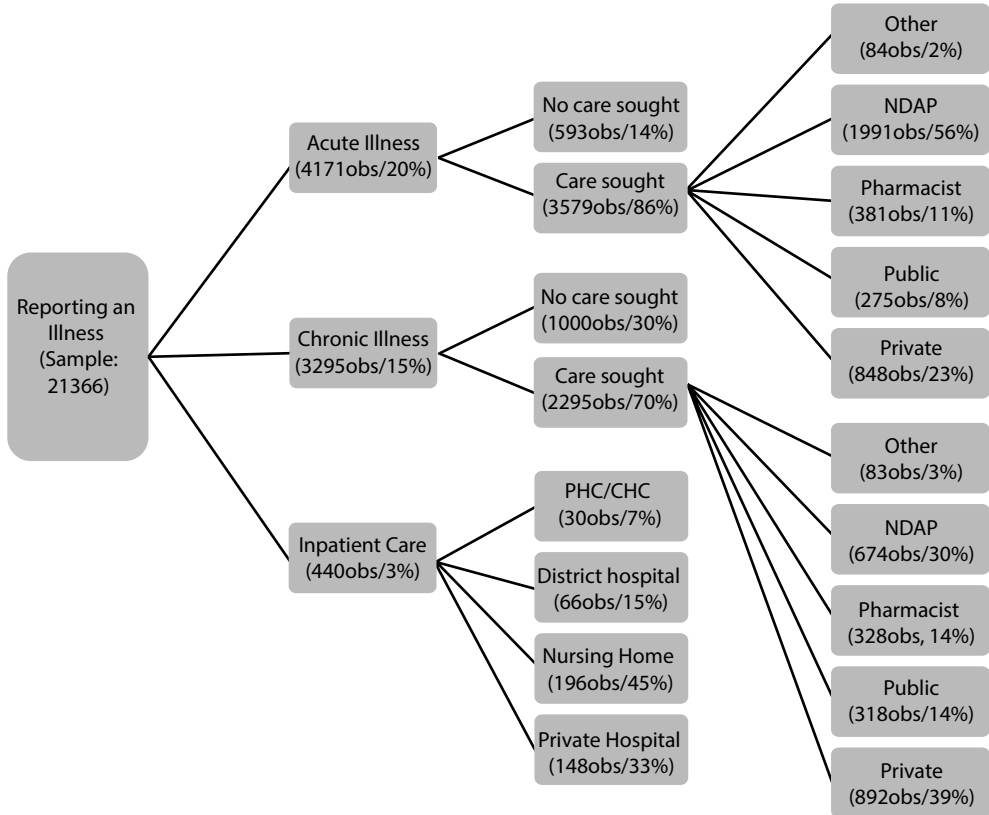 Reporting an
Illness
(Sample:
21366)
Acute Illness
(4171obs/20%)
Chronic Illness
(3295obs/15%)
Inpatient Care
(440obs/3%)
No care sought
(593obs/14%)
Care sought
(3579obs/86%)
No care sought
(1000obs/30%)
Care sought
(2295obs/70%)
PHC/CHC
(30obs/7%)
District hospital
(66obs/15%)
Nursing Home
(196obs/45%)
Private Hospital
(148obs/33%)
Other
(84obs/2%)
NDAP
(1991obs/56%)
Pharmacist
(381obs/11%)
Public
(275obs/8%)
Private
(848obs/23%)
Other
(83obs/3%)
NDAP
(674obs/30%)
Pharmacist
(328obs, 14%)
Public
(318obs/14%)
Private
(892obs/39%)